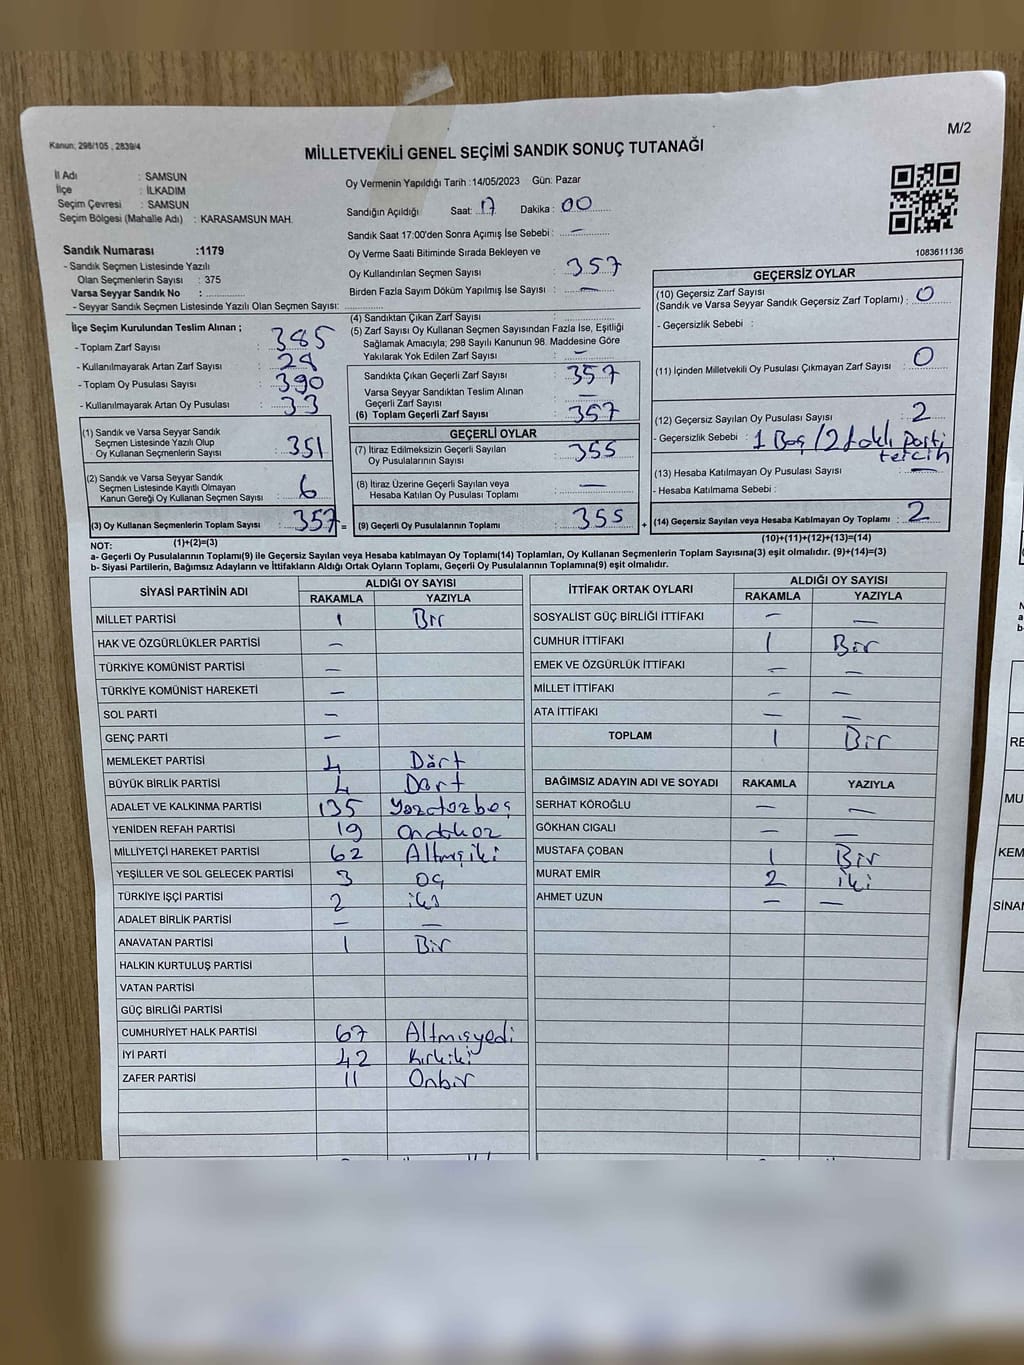 M/2
Kanun; 298/105 , 2839/4
MİLLETVEKİLİ GENEL SEÇİMİ SANDIK SONUÇ TUTANAĞI
İl Adı : SAMSUN
İlçe : İLKADIM
Seçim Çevresi : SAMSUN
Seçim Bölgesi (Mahalle Adı) : KARASAMSUN MAH.
Oy Vermenin Yapıldığı Tarih :14/05/2023 Gün: Pazar
Sandığın Açıldığı Saat: 17 Dakika : 00
Sandık Saat 17:00'den Sonra Açımış İse Sebebi : —
Sandık Numarası :1179
- Sandık Seçmen Listesinde Yazılı
Olan Seçmenlerin Sayısı : 375
Varsa Seyyar Sandık No :
- Seyyar Sandık Seçmen Listesinde Yazılı Olan Seçmen Sayısı:
Oy Verme Saati Bitiminde Sırada Bekleyen ve
Oy Kullandırılan Seçmen Sayısı : 357
Birden Fazla Sayım Döküm Yapılmış İse Sayısı : —
1083611136
İlçe Seçim Kurulundan Teslim Alınan ;
- Toplam Zarf Sayısı : 385
- Kullanılmayarak Artan Zarf Sayısı : 28
- Toplam Oy Pusulası Sayısı : 390
- Kullanılmayarak Artan Oy Pusulası : 33
(1) Sandık ve Varsa Seyyar Sandık
Seçmen Listesinde Yazılı Olup
Oy Kullanan Seçmenlerin Sayısı : 351
(2) Sandık ve Varsa Seyyar Sandık
Seçmen Listesinde Kayıtlı Olmayan
Kanun Gereği Oy Kullanan Seçmen Sayısı : 6
(3) Oy Kullanan Seçmenlerin Toplam Sayısı : 357 =
(1)+(2)=(3)
(4) Sandıktan Çıkan Zarf Sayısı :
(5) Zarf Sayısı Oy Kullanan Seçmen Sayısından Fazla İse, Eşitliği
Sağlamak Amacıyla; 298 Sayılı Kanunun 98. Maddesine Göre
Yakılarak Yok Edilen Zarf Sayısı : —
Sandıkta Çıkan Geçerli Zarf Sayısı : 357
Varsa Seyyar Sandıktan Teslim Alınan
Geçerli Zarf Sayısı : —
(6) Toplam Geçerli Zarf Sayısı : 357
GEÇERLİ OYLAR
(7) İtiraz Edilmeksizin Geçerli Sayılan
Oy Pusulalarının Sayısı : 355
(8) İtiraz Üzerine Geçerli Sayılan veya
Hesaba Katılan Oy Pusulası Toplamı : —
(9) Geçerli Oy Pusulalarının Toplamı : 355 +
GEÇERSİZ OYLAR
(10) Geçersiz Zarf Sayısı
(Sandık ve Varsa Seyyar Sandık Geçersiz Zarf Toplamı) : 0
- Geçersizlik Sebebi :
(11) İçinden Milletvekili Oy Pusulası Çıkmayan Zarf Sayısı : 0
(12) Geçersiz Sayılan Oy Pusulası Sayısı : 2
- Geçersizlik Sebebi : 1 Boş / 2 farklı parti
tercih
(13) Hesaba Katılmayan Oy Pusulası Sayısı : —
- Hesaba Katılmama Sebebi :
(14) Geçersiz Sayılan veya Hesaba Katılmayan Oy Toplamı : 2
(10)+(11)+(12)+(13)=(14)
NOT:
a- Geçerli Oy Pusulalarının Toplamı(9) ile Geçersiz Sayılan veya Hesaba katılmayan Oy Toplamı(14) Toplamları, Oy Kullanan Seçmenlerin Toplam Sayısına(3) eşit olmalıdır. (9)+(14)=(3)
b- Siyasi Partilerin, Bağımsız Adayların ve İttifakların Aldığı Ortak Oyların Toplamı, Geçerli Oy Pusulalarının Toplamına(9) eşit olmalıdır.
SİYASİ PARTİNİN ADI ALDIĞI OY SAYISI
RAKAMLA YAZIYLA
MİLLET PARTİSİ 1 Bir
HAK VE ÖZGÜRLÜKLER PARTİSİ —
TÜRKİYE KOMÜNİST PARTİSİ —
TÜRKİYE KOMÜNİST HAREKETİ —
SOL PARTİ —
GENÇ PARTİ —
MEMLEKET PARTİSİ 4 Dört
BÜYÜK BİRLİK PARTİSİ 4 Dört
ADALET VE KALKINMA PARTİSİ 135 Yüzotuzbeş
YENİDEN REFAH PARTİSİ 19 Ondokuz
MİLLİYETÇİ HAREKET PARTİSİ 62 Altmışiki
YEŞİLLER VE SOL GELECEK PARTİSİ 3 Üç
TÜRKİYE İŞÇİ PARTİSİ 2 iki
ADALET BİRLİK PARTİSİ — —
ANAVATAN PARTİSİ 1 Bir
HALKIN KURTULUŞ PARTİSİ
VATAN PARTİSİ
GÜÇ BİRLİĞİ PARTİSİ
CUMHURİYET HALK PARTİSİ 67 Altmışyedi
İYİ PARTİ 42 Kırkiki
ZAFER PARTİSİ 11 Onbir
İTTİFAK ORTAK OYLARI ALDIĞI OY SAYISI
RAKAMLA YAZIYLA
SOSYALİST GÜÇ BİRLİĞİ İTTİFAKI — —
CUMHUR İTTİFAKI 1 Bir
EMEK VE ÖZGÜRLÜK İTTİFAKI — —
MİLLET İTTİFAKI — —
ATA İTTİFAKI — —
TOPLAM 1 Bir
BAĞIMSIZ ADAYIN ADI VE SOYADI RAKAMLA YAZIYLA
SERHAT KÖROĞLU — —
GÖKHAN CIGALI — —
MUSTAFA ÇOBAN 1 Bir
MURAT EMİR 2 iki
AHMET UZUN — —
RE
MU
KEM
SİNAN